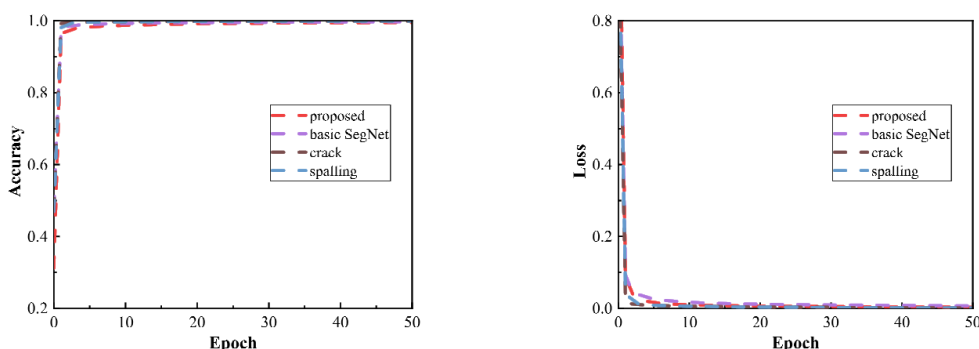 1.0
0.8
0.6
0.4
0.2
Accuracy
proposed
basic SegNet
crack
spalling
0 10 20 30 40 50
Epoch
0.8
0.6
0.4
0.2
0.0
Loss
proposed
basic SegNet
crack
spalling
0 10 20 30 40 50
Epoch